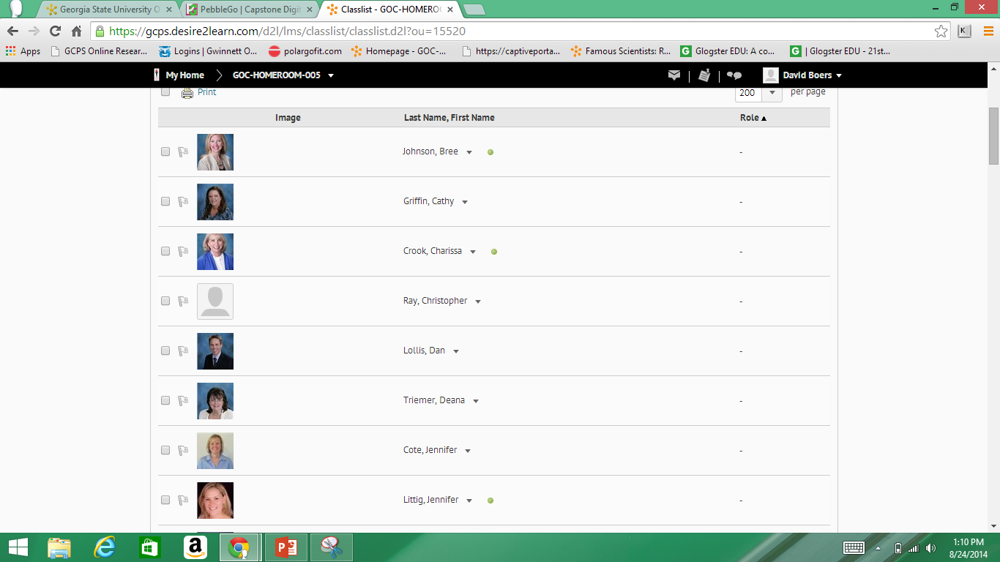 Georgia State University O
PebbleGo | Capstone Digit
Classlist - GOC-HOMEROO
https://gcps.desire2learn.com/d2l/lms/classlist/classlist.d2l?ou=15520
K
Apps GCPS Online Resear... Logins | Gwinnett O... polargofit.com Homepage - GOC-... https://captiveporta... Famous Scientists: R... G Glogster EDU: A co... G | Glogster EDU - 21st...
My Home GOC-HOMEROOM-005 David Boers
Print 200 per page
Image Last Name, First Name Role
Johnson, Bree -
Griffin, Cathy -
Crook, Charissa -
Ray, Christopher -
Lollis, Dan -
Triemer, Deana -
Cote, Jennifer -
Littig, Jennifer -
a
P
1:10 PM
8/24/2014